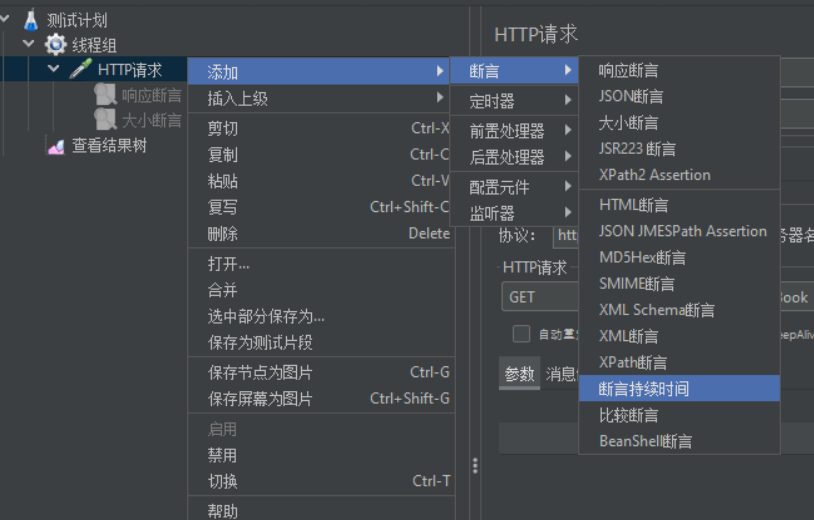 测试计划
线程组
HTTP请求
响应断言
大小断言
查看结果树
添加
插入上级
剪切 Ctrl-X
复制 Ctrl-C
粘贴 Ctrl-V
复写 Ctrl+Shift-C
删除 Delete
打开...
合并
选中部分保存为...
保存为测试片段
保存节点为图片 Ctrl-G
保存屏幕为图片 Ctrl+Shift-G
启用
禁用
切换 Ctrl-T
帮助
断言
定时器
前置处理器
后置处理器
配置元件
监听器
响应断言
JSON断言
大小断言
JSR223 断言
XPath2 Assertion
HTML断言
JSON JMESPath Assertion
MD5Hex断言
SMIME断言
XML Schema断言
XML断言
XPath断言
断言持续时间
比较断言
BeanShell断言
HTTP请求
协议： htt
务器名
HTTP请求
GET
Book
自动重
eepAliv
参数 消息